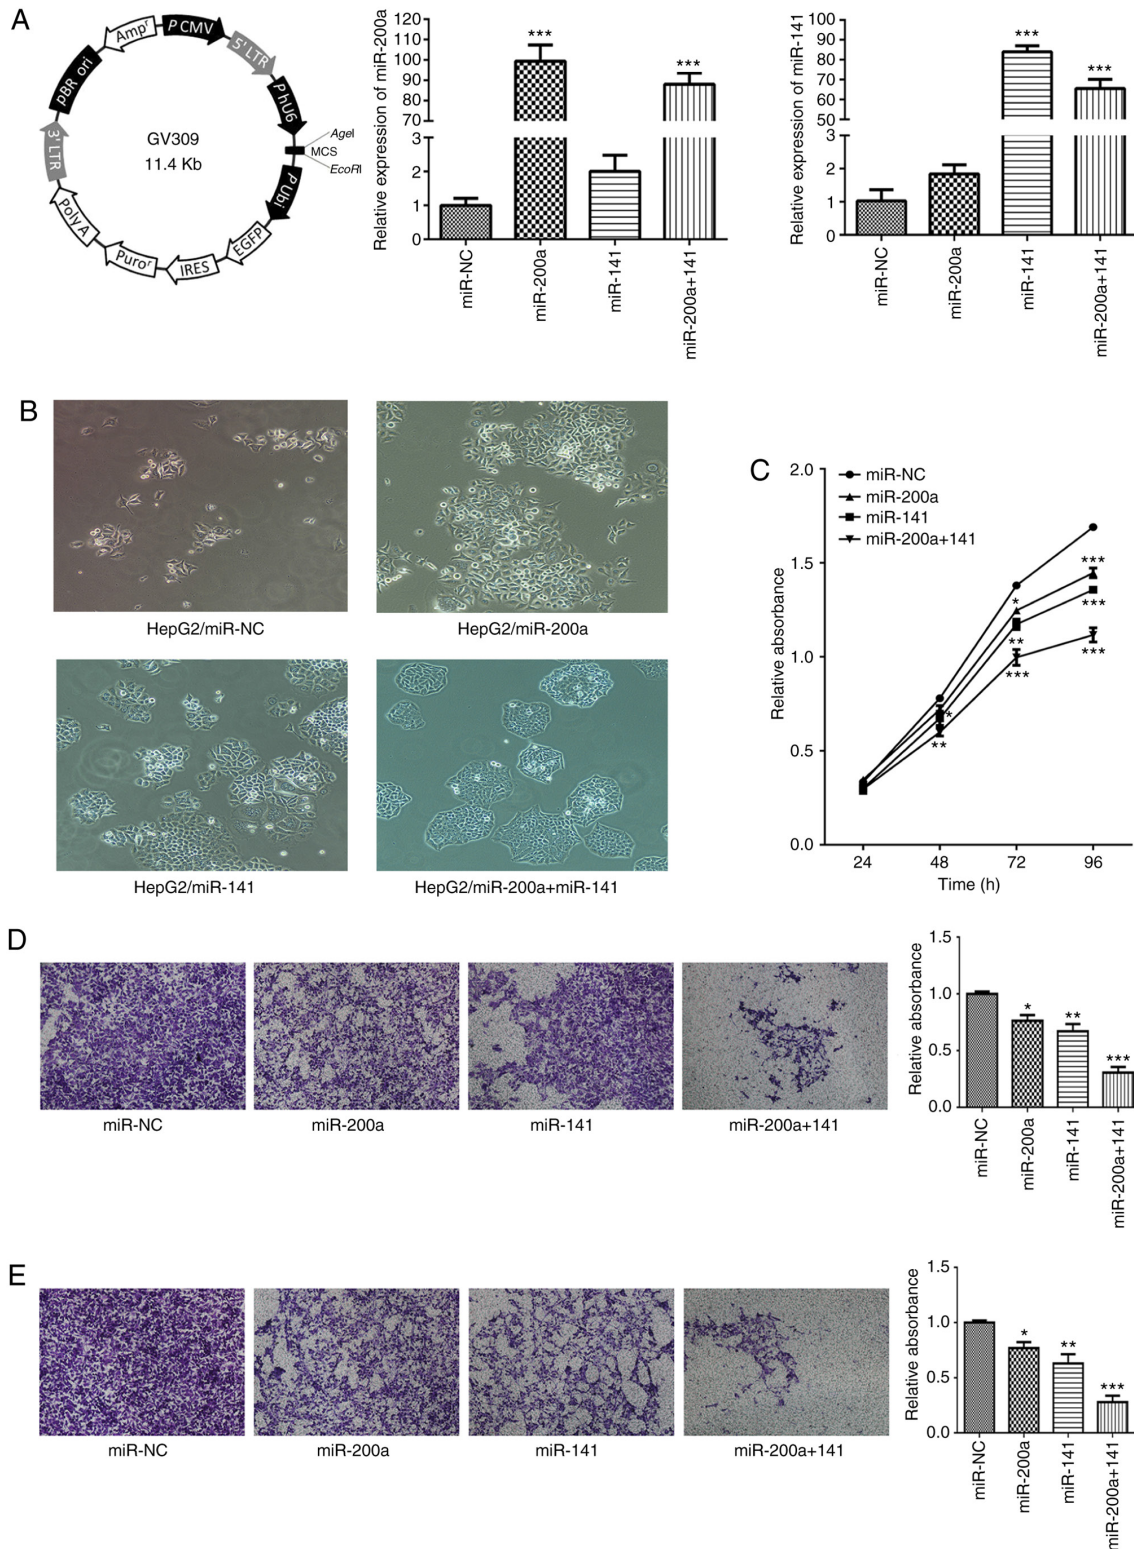 A
P CMV
5' LTR
P hU6
AgeI
MCS
EcoRI
P Ubi
EGFP
IRES
Puroʳ
Poly A
3' LTR
pBR ori
Ampʳ
GV309
11.4 Kb
Relative expression of miR-200a
120
110
100
90
80
70
3
2
1
0
***
***
miR-NC
miR-200a
miR-141
miR-200a+141
Relative expression of miR-141
100
90
80
70
60
50
3
2
1
0
***
***
miR-NC
miR-200a
miR-141
miR-200a+141
B
HepG2/miR-NC
HepG2/miR-200a
HepG2/miR-141
HepG2/miR-200a+miR-141
C
miR-NC
miR-200a
miR-141
miR-200a+141
Relative absorbance
2.0
1.5
1.0
0.5
0.0
*
**
*
**
***
***
***
***
24
48
72
96
Time (h)
D
miR-NC
miR-200a
miR-141
miR-200a+141
Relative absorbance
1.5
1.0
0.5
0.0
*
**
***
miR-NC
miR-200a
miR-141
miR-200a+141
E
miR-NC
miR-200a
miR-141
miR-200a+141
Relative absorbance
1.5
1.0
0.5
0.0
*
**
***
miR-NC
miR-200a
miR-141
miR-200a+141